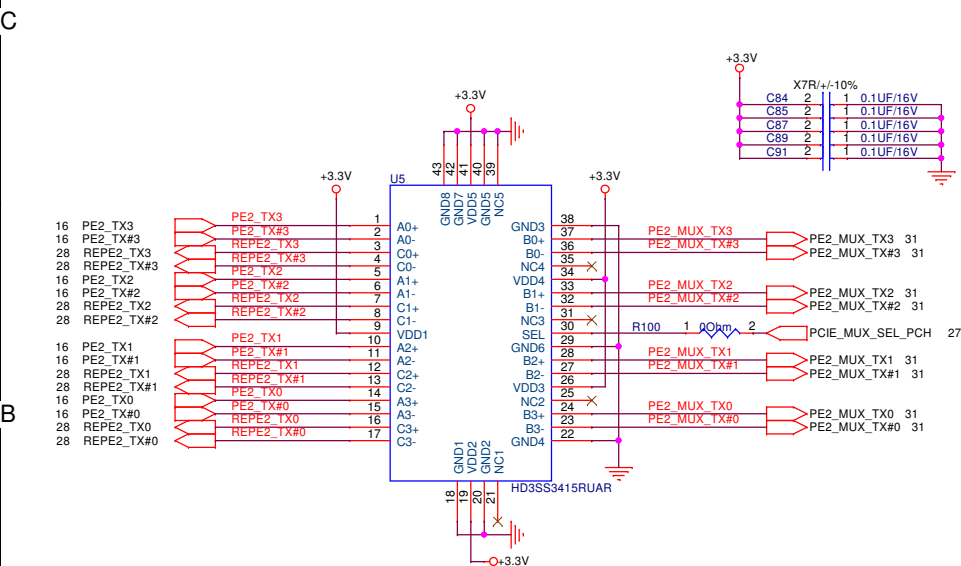 C
+3.3V
X7R/+/-10%
C84 2 1 0.1UF/16V
C85 2 1 0.1UF/16V
C87 2 1 0.1UF/16V
C89 2 1 0.1UF/16V
C91 2 1 0.1UF/16V
+3.3V
43 42 41 40 39
+3.3V
U5
+3.3V
GND8 GND7 VDD5 GND5 NC5
16 PE2_TX3 PE2_TX3 1 A0+
16 PE2_TX#3 PE2_TX#3 2 A0-
28 REPE2_TX3 REPE2_TX3 3 C0+
28 REPE2_TX#3 REPE2_TX#3 4 C0-
16 PE2_TX2 PE2_TX2 5 A1+
16 PE2_TX#2 PE2_TX#2 6 A1-
28 REPE2_TX2 REPE2_TX2 7 C1+
28 REPE2_TX#2 REPE2_TX#2 8 C1-
9 VDD1
16 PE2_TX1 PE2_TX1 10 A2+
16 PE2_TX#1 PE2_TX#1 11 A2-
28 REPE2_TX1 REPE2_TX1 12 C2+
28 REPE2_TX#1 REPE2_TX#1 13 C2-
16 PE2_TX0 PE2_TX0 14 A3+
16 PE2_TX#0 PE2_TX#0 15 A3-
28 REPE2_TX0 REPE2_TX0 16 C3+
28 REPE2_TX#0 REPE2_TX#0 17 C3-
GND3 38
B0+ 37 PE2_MUX_TX3 PE2_MUX_TX3 31
B0- 36 PE2_MUX_TX#3 PE2_MUX_TX#3 31
NC4 35
VDD4 34
B1+ 33 PE2_MUX_TX2 PE2_MUX_TX2 31
B1- 32 PE2_MUX_TX#2 PE2_MUX_TX#2 31
NC3 31
SEL 30 R100 1 0Ohm 2 PCIE_MUX_SEL_PCH 27
GND6 29
B2+ 28 PE2_MUX_TX1 PE2_MUX_TX1 31
B2- 27 PE2_MUX_TX#1 PE2_MUX_TX#1 31
VDD3 26
NC2 25
B3+ 24 PE2_MUX_TX0 PE2_MUX_TX0 31
B3- 23 PE2_MUX_TX#0 PE2_MUX_TX#0 31
GND4 22
B
GND1 VDD2 GND2 NC1
18 19 20 21
HD3SS3415RUAR
+3.3V